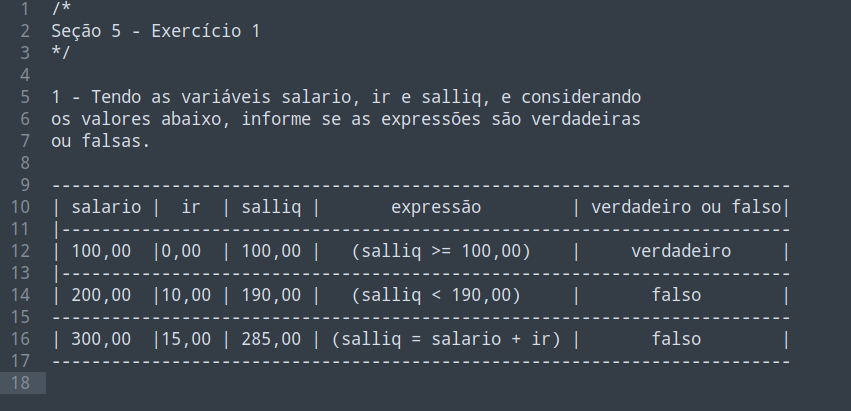 1 /*
2 Seção 5 - Exercício 1
3 */
4
5 1 - Tendo as variáveis salario, ir e salliq, e considerando
6 os valores abaixo, informe se as expressões são verdadeiras
7 ou falsas.
8
9 --------------------------------------------------------------------------
10 | salario |  ir  | salliq |       expressão         | verdadeiro ou falso|
11 |-------------------------------------------------------------------------
12 | 100,00  |0,00  | 100,00 |   (salliq >= 100,00)    |     verdadeiro     |
13 |-------------------------------------------------------------------------
14 | 200,00  |10,00 | 190,00 |   (salliq < 190,00)     |       falso        |
15 --------------------------------------------------------------------------
16 | 300,00  |15,00 | 285,00 | (salliq = salario + ir) |       falso        |
17 --------------------------------------------------------------------------
18